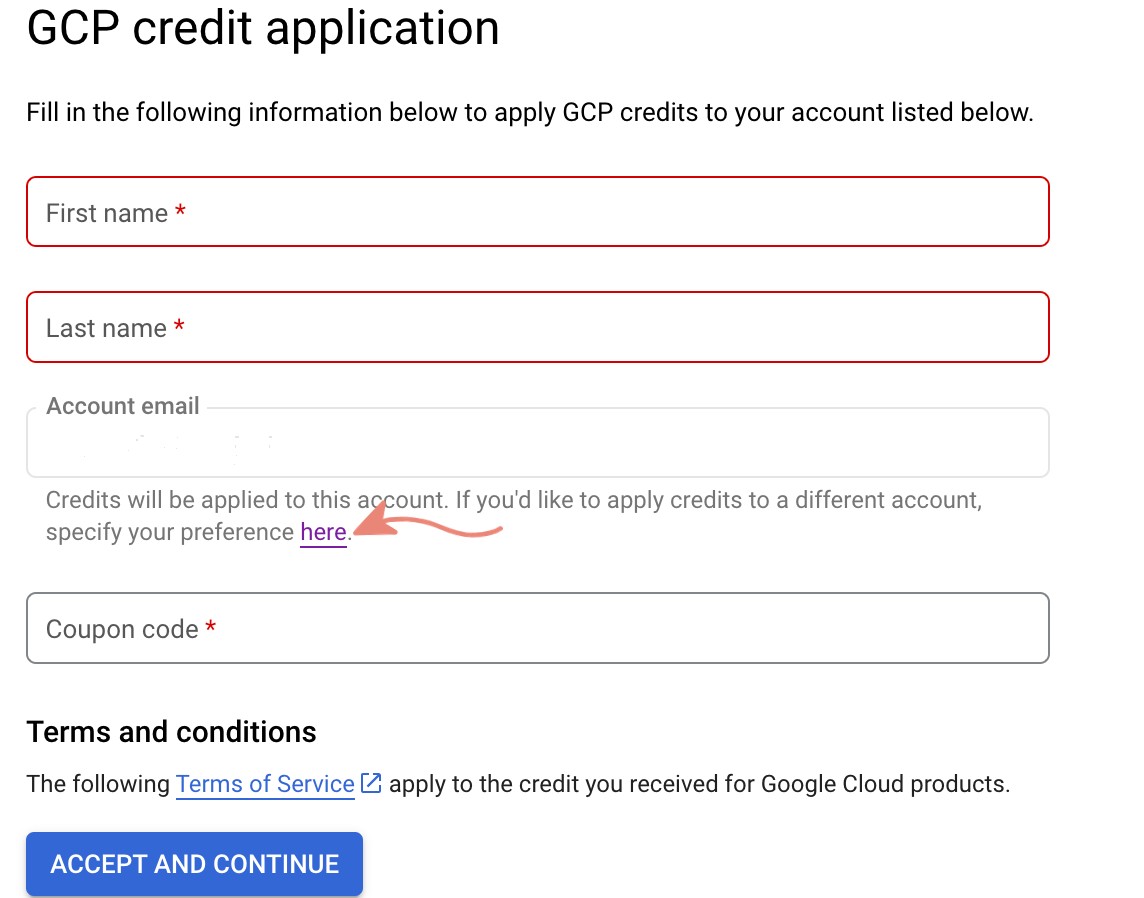 GCP credit application
Fill in the following information below to apply GCP credits to your account listed below.
First name *
Last name *
Account email
Credits will be applied to this account. If you'd like to apply credits to a different account,
specify your preference here.
Coupon code *
Terms and conditions
The following Terms of Service apply to the credit you received for Google Cloud products.
ACCEPT AND CONTINUE